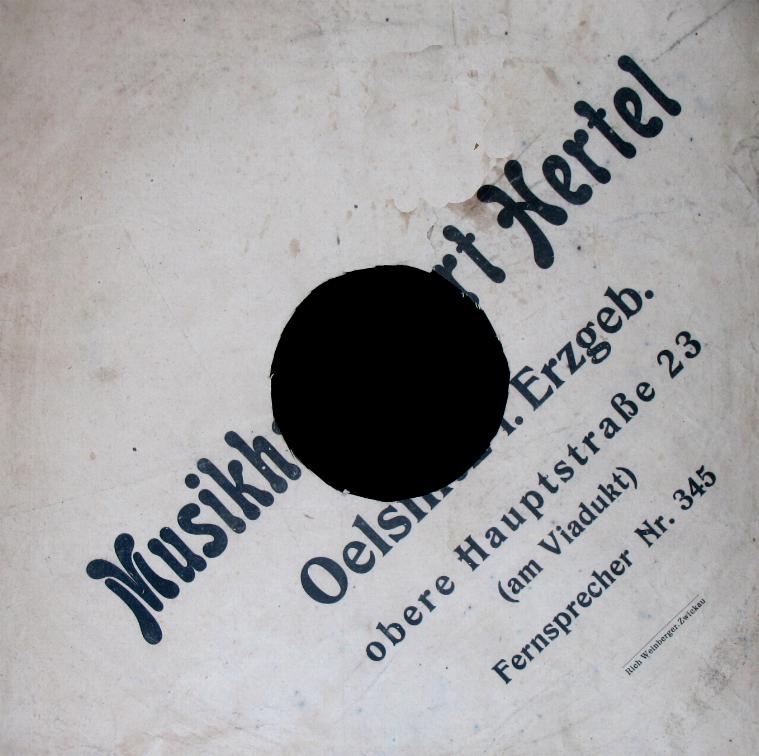 Hertel
i. Erzgeb.
obere Hauptstraße 23
(am Viadukt)
Fernsprecher Nr. 345
Rich Weinberger. Zwickau